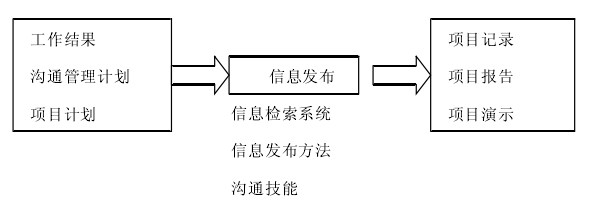 工作结果
沟通管理计划
项目计划
信息发布
信息检索系统
信息发布方法
沟通技能
项目记录
项目报告
项目演示